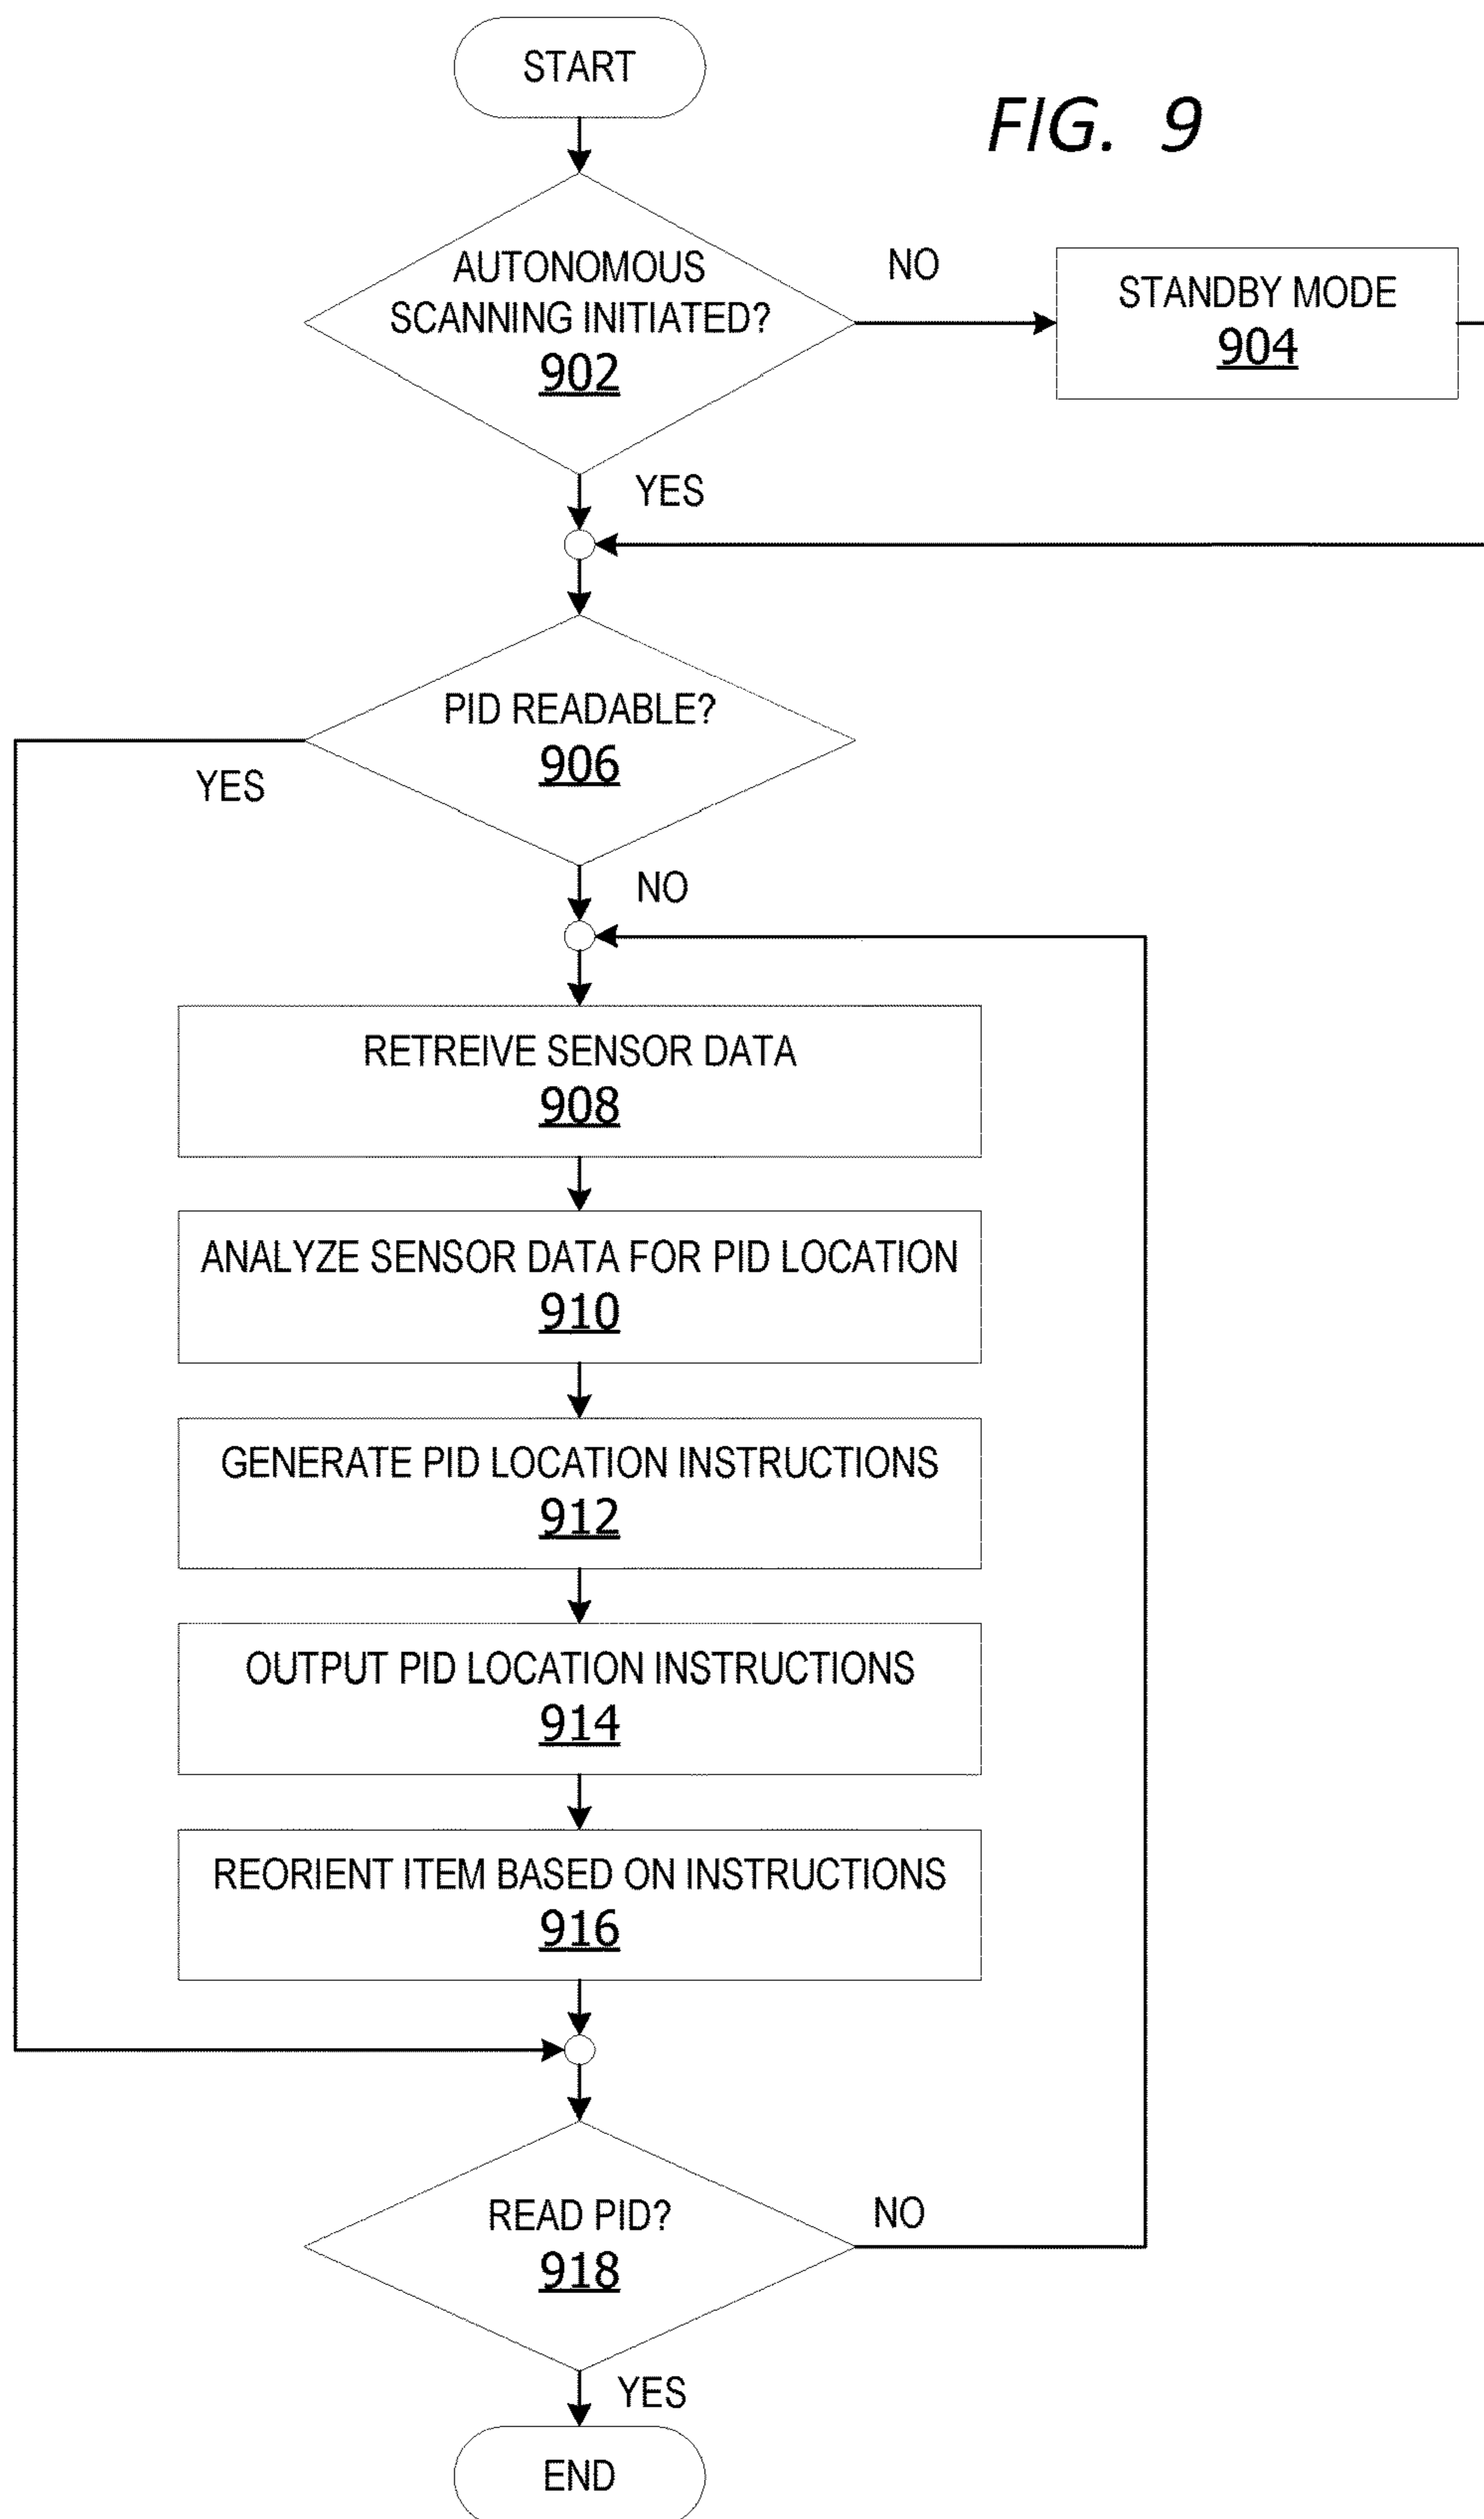 START
FIG. 9
AUTONOMOUS
SCANNING INITIATED?
902
NO
STANDBY MODE
904
YES
PID READABLE?
906
YES
NO
RETREIVE SENSOR DATA
908
ANALYZE SENSOR DATA FOR PID LOCATION
910
GENERATE PID LOCATION INSTRUCTIONS
912
OUTPUT PID LOCATION INSTRUCTIONS
914
REORIENT ITEM BASED ON INSTRUCTIONS
916
READ PID?
918
NO
YES
END